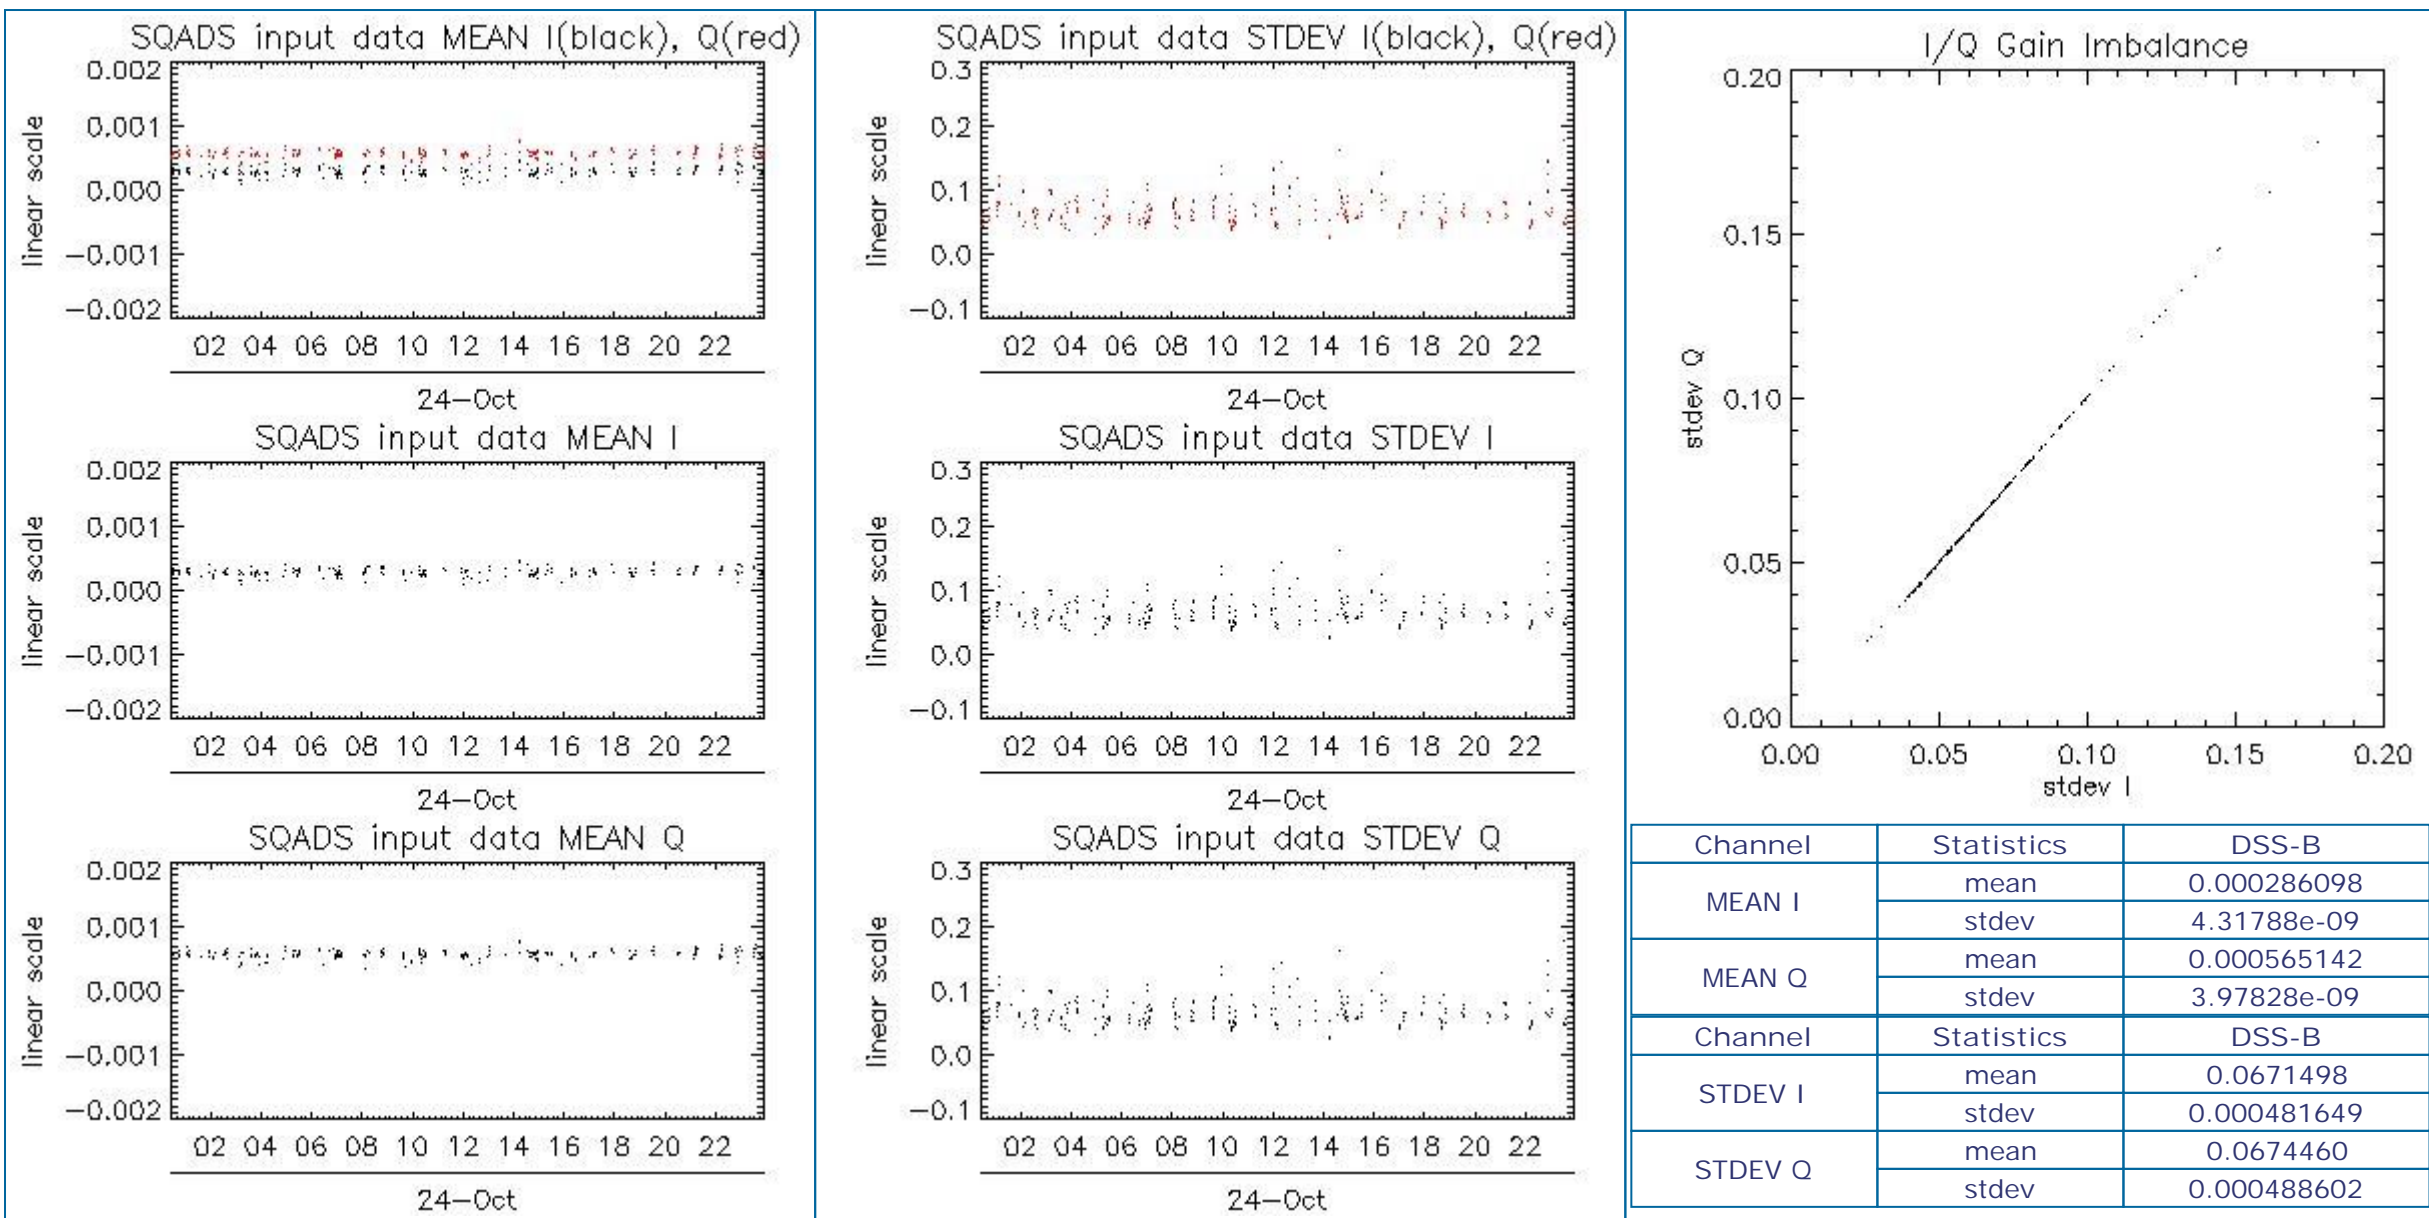 SQADS input data MEAN I(black), Q(red)
linear scale
0.002
0.001
0.000
-0.001
-0.002
02 04 06 08 10 12 14 16 18 20 22
24-Oct
SQADS input data MEAN I
linear scale
0.002
0.001
0.000
-0.001
-0.002
02 04 06 08 10 12 14 16 18 20 22
24-Oct
SQADS input data MEAN Q
linear scale
0.002
0.001
0.000
-0.001
-0.002
02 04 06 08 10 12 14 16 18 20 22
24-Oct
SQADS input data STDEV I(black), Q(red)
linear scale
0.3
0.2
0.1
0.0
-0.1
02 04 06 08 10 12 14 16 18 20 22
24-Oct
SQADS input data STDEV I
linear scale
0.3
0.2
0.1
0.0
-0.1
02 04 06 08 10 12 14 16 18 20 22
24-Oct
SQADS input data STDEV Q
linear scale
0.3
0.2
0.1
0.0
-0.1
02 04 06 08 10 12 14 16 18 20 22
24-Oct
I/Q Gain Imbalance
stdev Q
0.20
0.15
0.10
0.05
0.00
0.00 0.05 0.10 0.15 0.20
stdev I
Channel Statistics DSS-B
MEAN I mean 0.000286098
stdev 4.31788e-09
MEAN Q mean 0.000565142
stdev 3.97828e-09
Channel Statistics DSS-B
STDEV I mean 0.0671498
stdev 0.000481649
STDEV Q mean 0.0674460
stdev 0.000488602